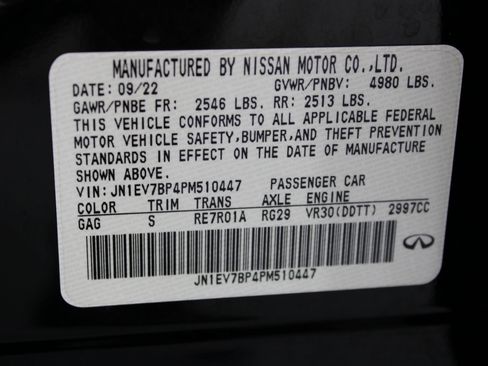 MANUFACTURED BY NISSAN MOTOR CO.,LTD.
DATE: 09/22 GVWR/PNBV: 4980 LBS.
GAWR/PNBE FR: 2546 LBS. RR: 2513 LBS.
THIS VEHICLE CONFORMS TO ALL APPLICABLE FEDERAL
MOTOR VEHICLE SAFETY,BUMPER,AND THEFT PREVENTION
STANDARDS IN EFFECT ON THE DATE OF MANUFACTURE
SHOWN ABOVE.
VIN: JN1EV7BP4PM510447 PASSENGER CAR
COLOR TRIM TRANS AXLE ENGINE
GAG S RE7R01A RG29 VR30(DDTT) 2997CC
JN1EV7BP4PM510447